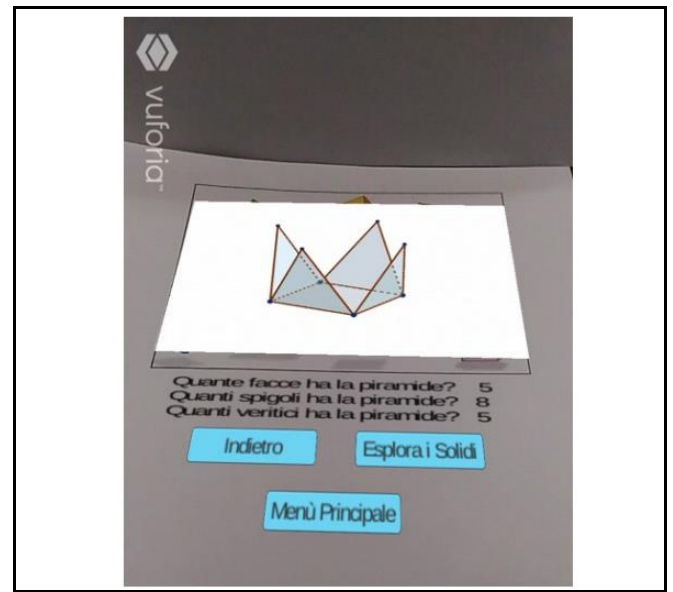 vuforia™
Quante facce ha la piramide? 5
Quanti spigoli ha la piramide? 8
Quanti veritici ha la piramide? 5
Indietro
Esplora i Solidi
Menù Principale